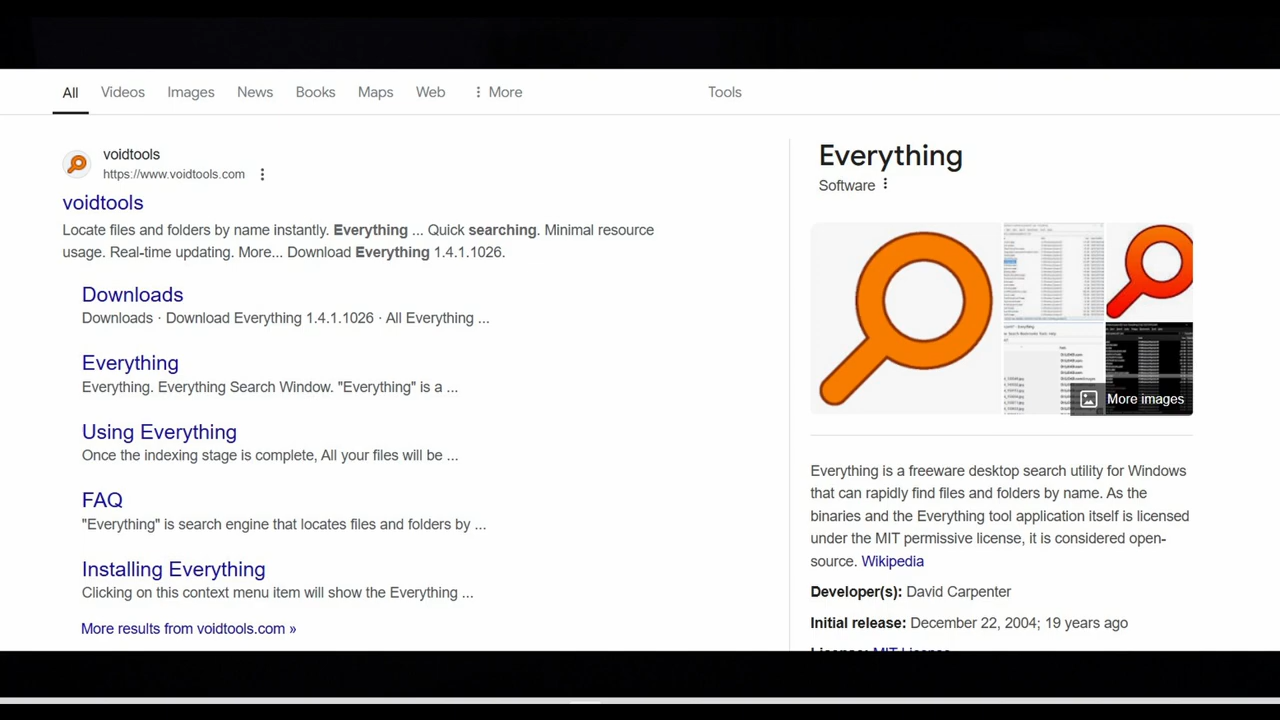 All
Videos
Images
News
Books
Maps
Web
More
Tools
voidtools
https://www.voidtools.com
voidtools
Locate files and folders by name instantly. Everything ... Quick searching. Minimal resource
usage. Real-time updating. More... Everything 1.4.1.1026.
Downloads
Downloads · Download Everything Everything
Everything
Everything. Everything Search Window. "Everything" is a ...
Using Everything
Once the indexing stage is complete, All your files will be ...
FAQ
"Everything" is search engine that locates files and folders by ...
Installing Everything
Clicking on this context menu item will show the Everything ...
More results from voidtools.com »
Everything
Software
More images
Everything is a freeware desktop search utility for Windows
that can rapidly find files and folders by name. As the
binaries and the Everything tool application itself is licensed
under the MIT permissive license, it is considered open-
source. Wikipedia
Developer(s): David Carpenter
Initial release: December 22, 2004; 19 years ago
License: MIT License